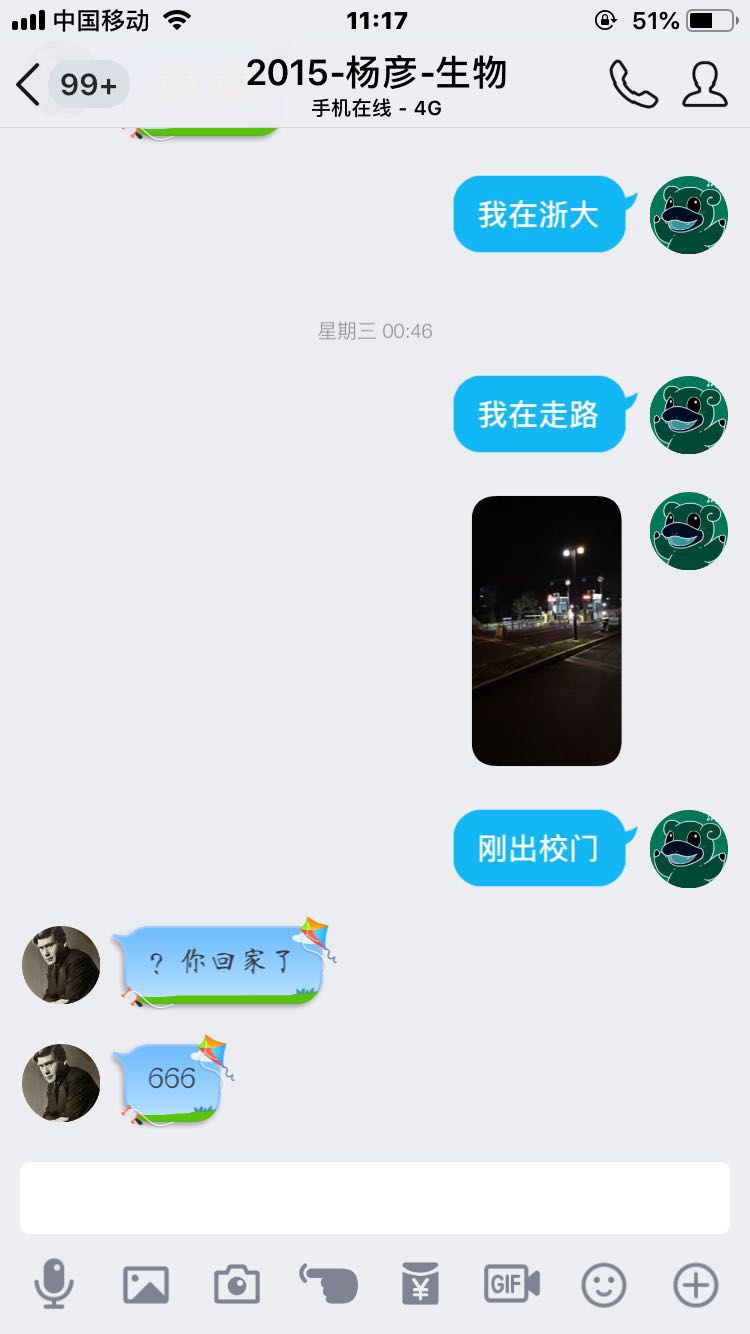 中国移动 11:17 51%
99+ 2015-杨彦-生物
手机在线 - 4G
我在浙大
星期三 00:46
我在走路
刚出校门
？你回家了
666
¥
GIF